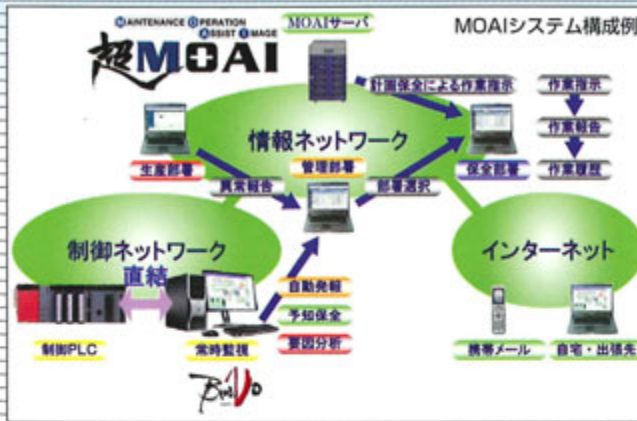 MAINTENANCE OPERATION
ASSIST IMAGE
超MOAI
MOAIサーバ
MOAIシステム構成例
計画保全による作業指示
作業指示
情報ネットワーク
作業報告
生産部署
管理部署
保全部署
作業履歴
異常報告
部署選択
制御ネットワーク
インターネット
直結
自動発報
予知保全
要因分析
制御PLC
常時監視
携帯メール
自宅・出張先